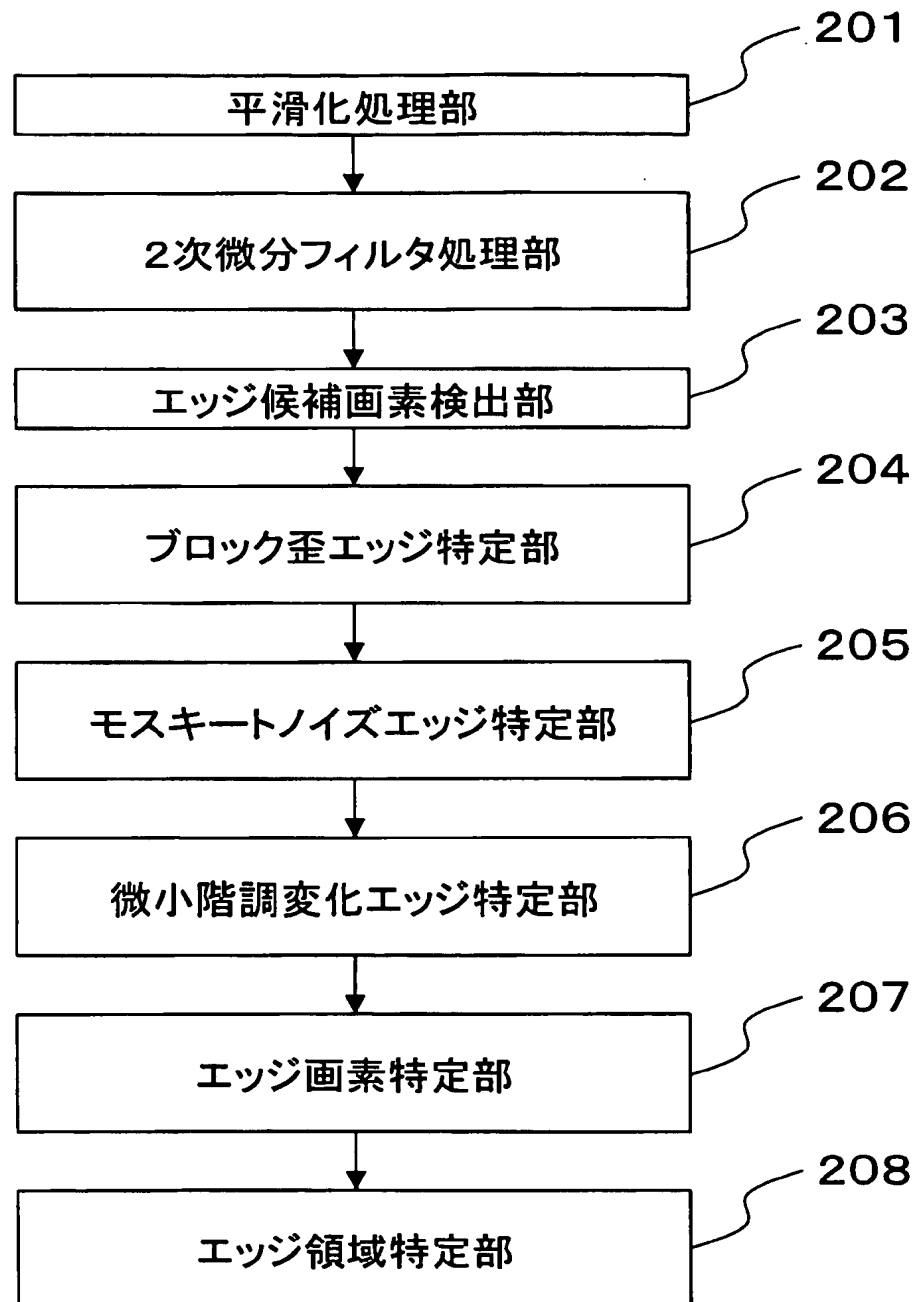 201
平滑化処理部
202
2次微分フィルタ処理部
203
エッジ候補画素検出部
204
ブロック歪エッジ特定部
205
モスキートノイズエッジ特定部
206
微小階調変化エッジ特定部
207
エッジ画素特定部
208
エッジ領域特定部